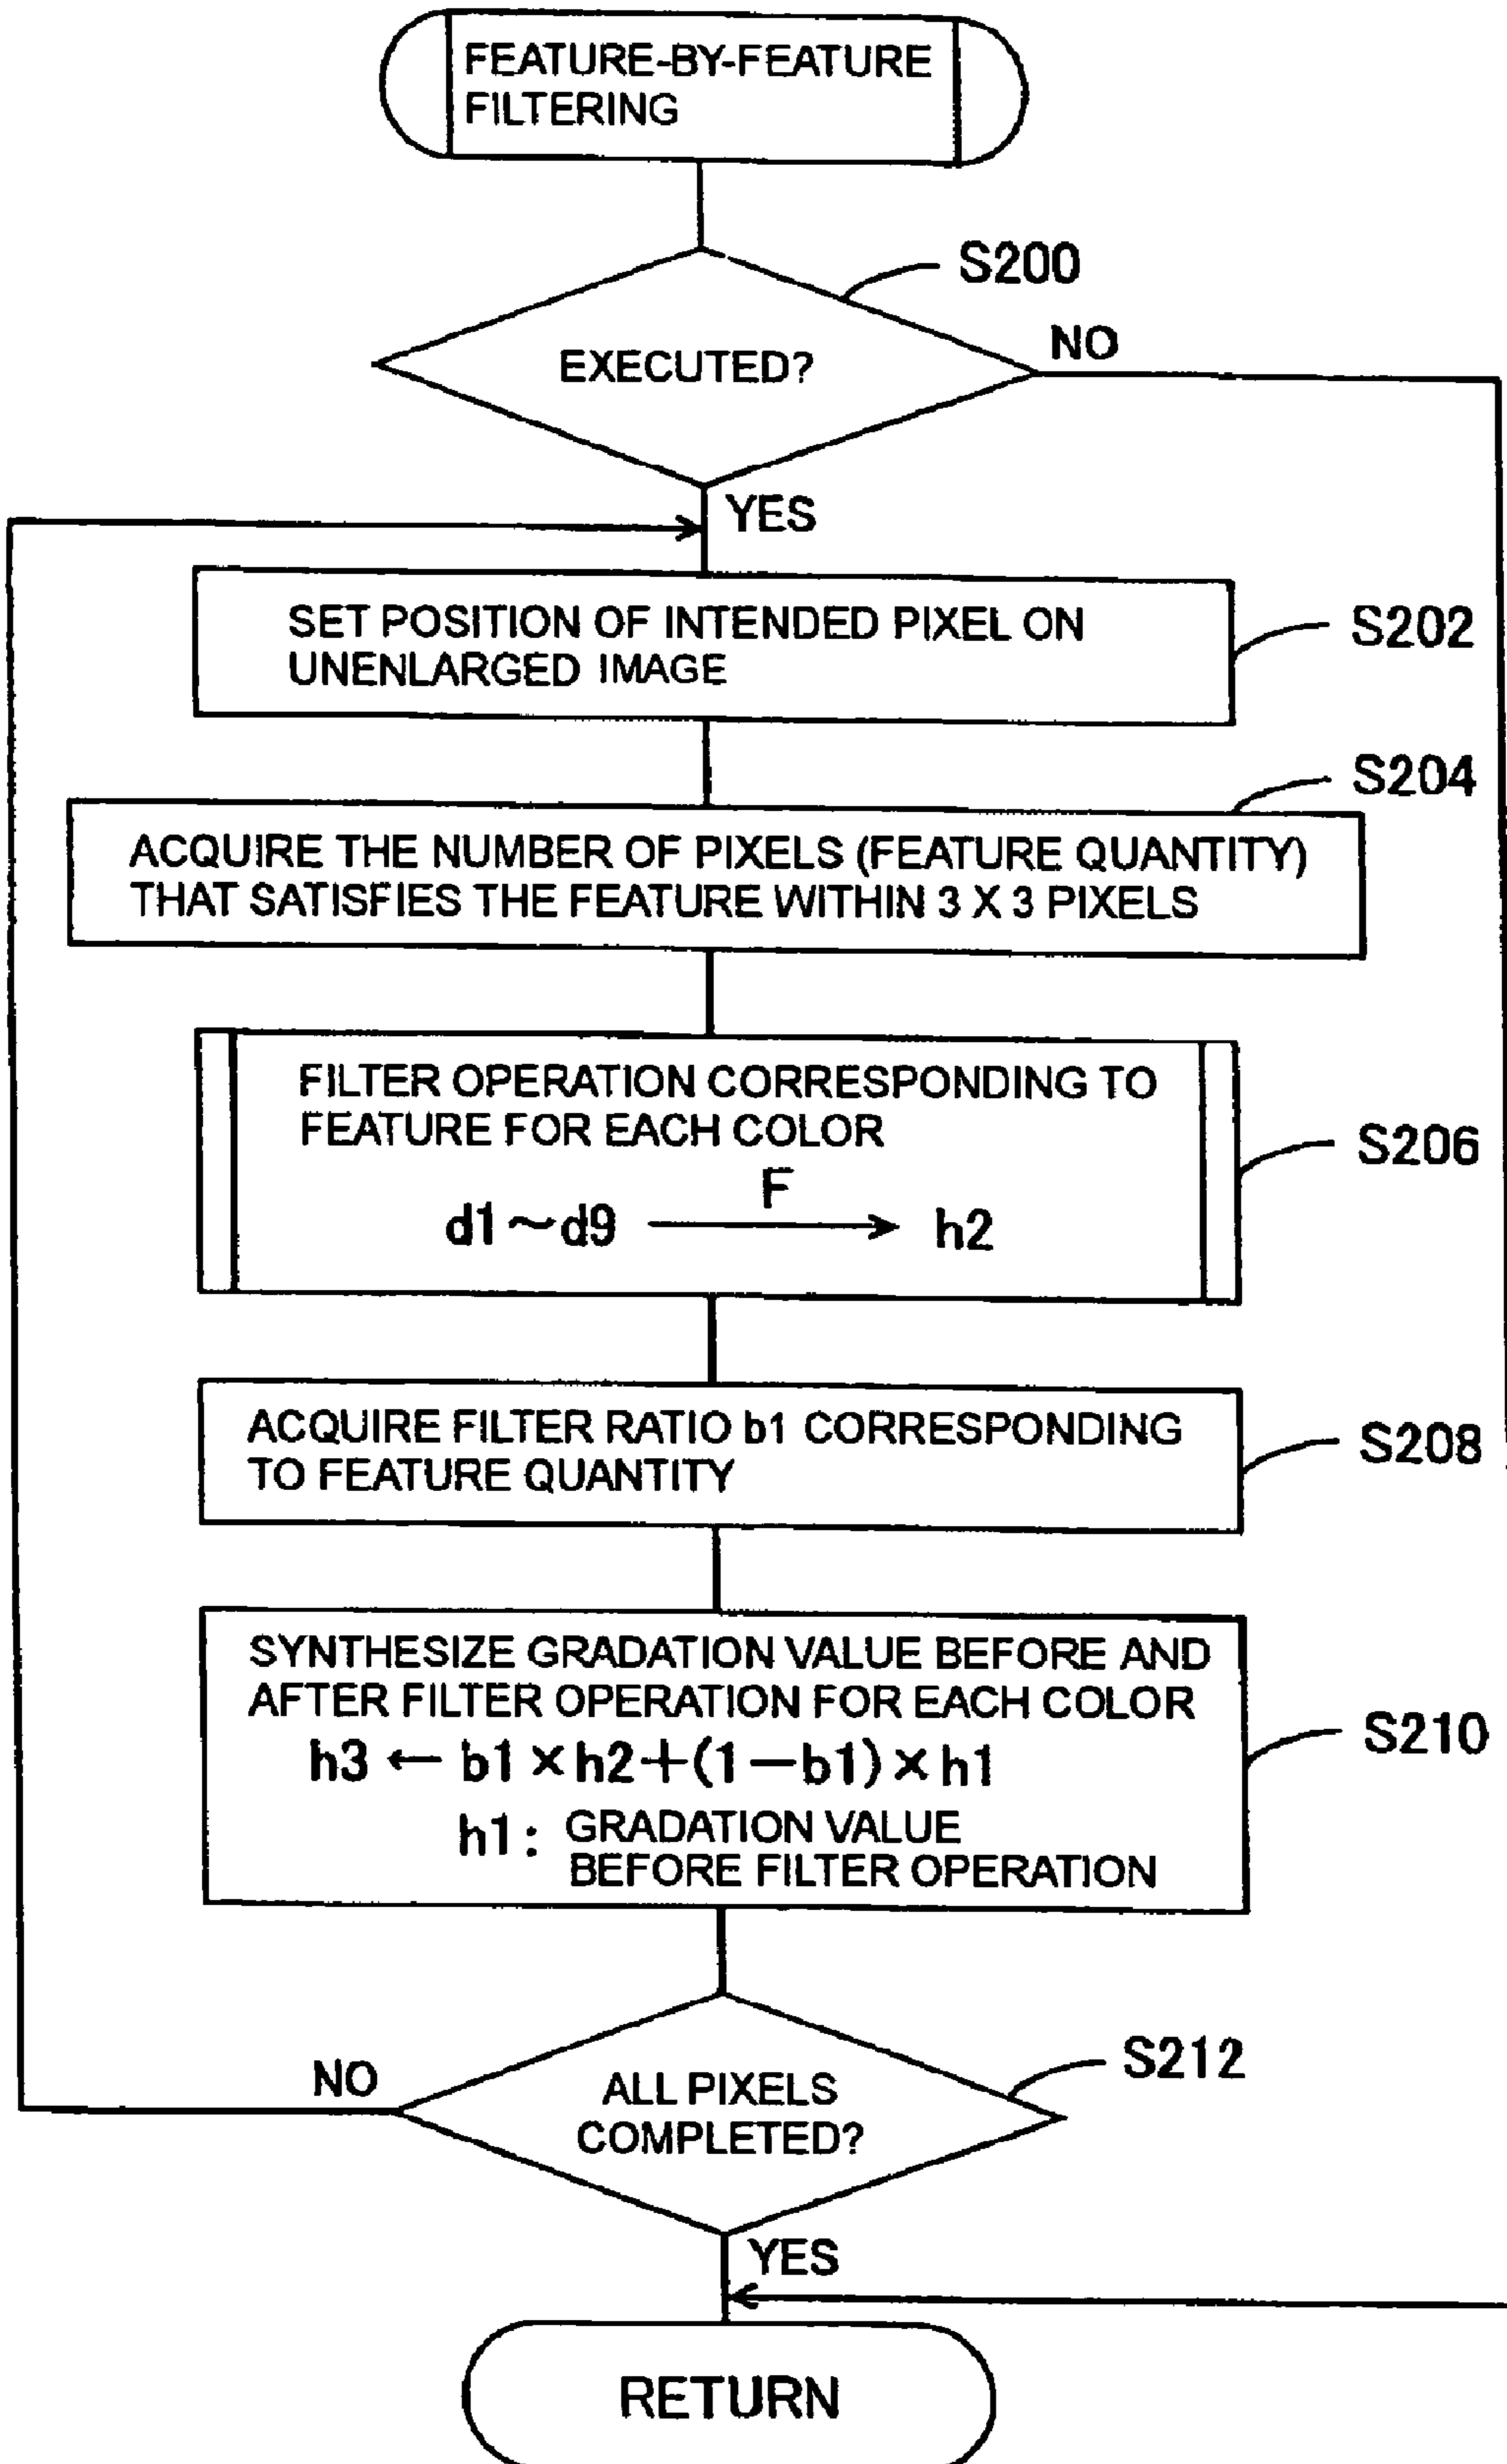 FEATURE-BY-FEATURE
FILTERING
S200
EXECUTED?
NO
YES
SET POSITION OF INTENDED PIXEL ON
UNENLARGED IMAGE
S202
S204
ACQUIRE THE NUMBER OF PIXELS (FEATURE QUANTITY)
THAT SATISFIES THE FEATURE WITHIN 3 X 3 PIXELS
FILTER OPERATION CORRESPONDING TO
FEATURE FOR EACH COLOR
S206
F
d1~d9 → h2
ACQUIRE FILTER RATIO b1 CORRESPONDING
TO FEATURE QUANTITY
S208
SYNTHESIZE GRADATION VALUE BEFORE AND
AFTER FILTER OPERATION FOR EACH COLOR
h3 ← b1 × h2+(1−b1) × h1
S210
h1: GRADATION VALUE
BEFORE FILTER OPERATION
S212
NO
ALL PIXELS
COMPLETED?
YES
RETURN